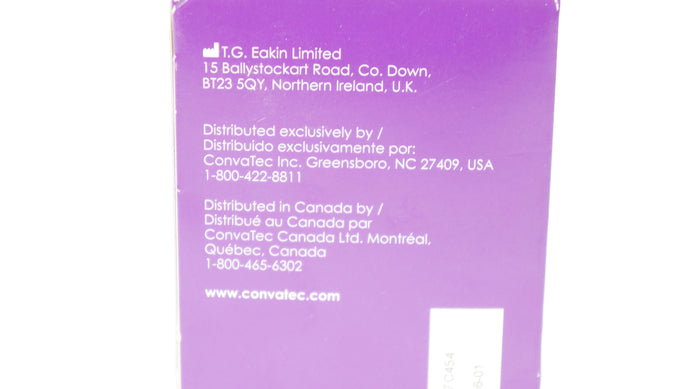 T.G. Eakin Limited
15 Ballystockart Road, Co. Down,
BT23 5QY, Northern Ireland, U.K.
Distributed exclusively by /
Distribuido exclusivamente por:
ConvaTec Inc. Greensboro, NC 27409, USA
1-800-422-8811
Distributed in Canada by /
Distribué au Canada par
ConvaTec Canada Ltd. Montréal,
Québec, Canada
1-800-465-6302
www.convatec.com